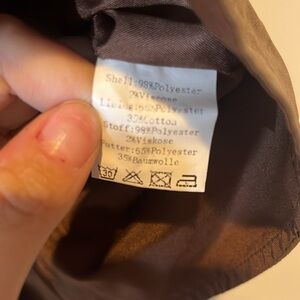 Shell:98%Polyester
2%Viskose
Lining:65%Polyester
35%Cotton
Stoff:98%Polyester
2%Viskose
Futter:65%Polyester
35%Baumwolle
30